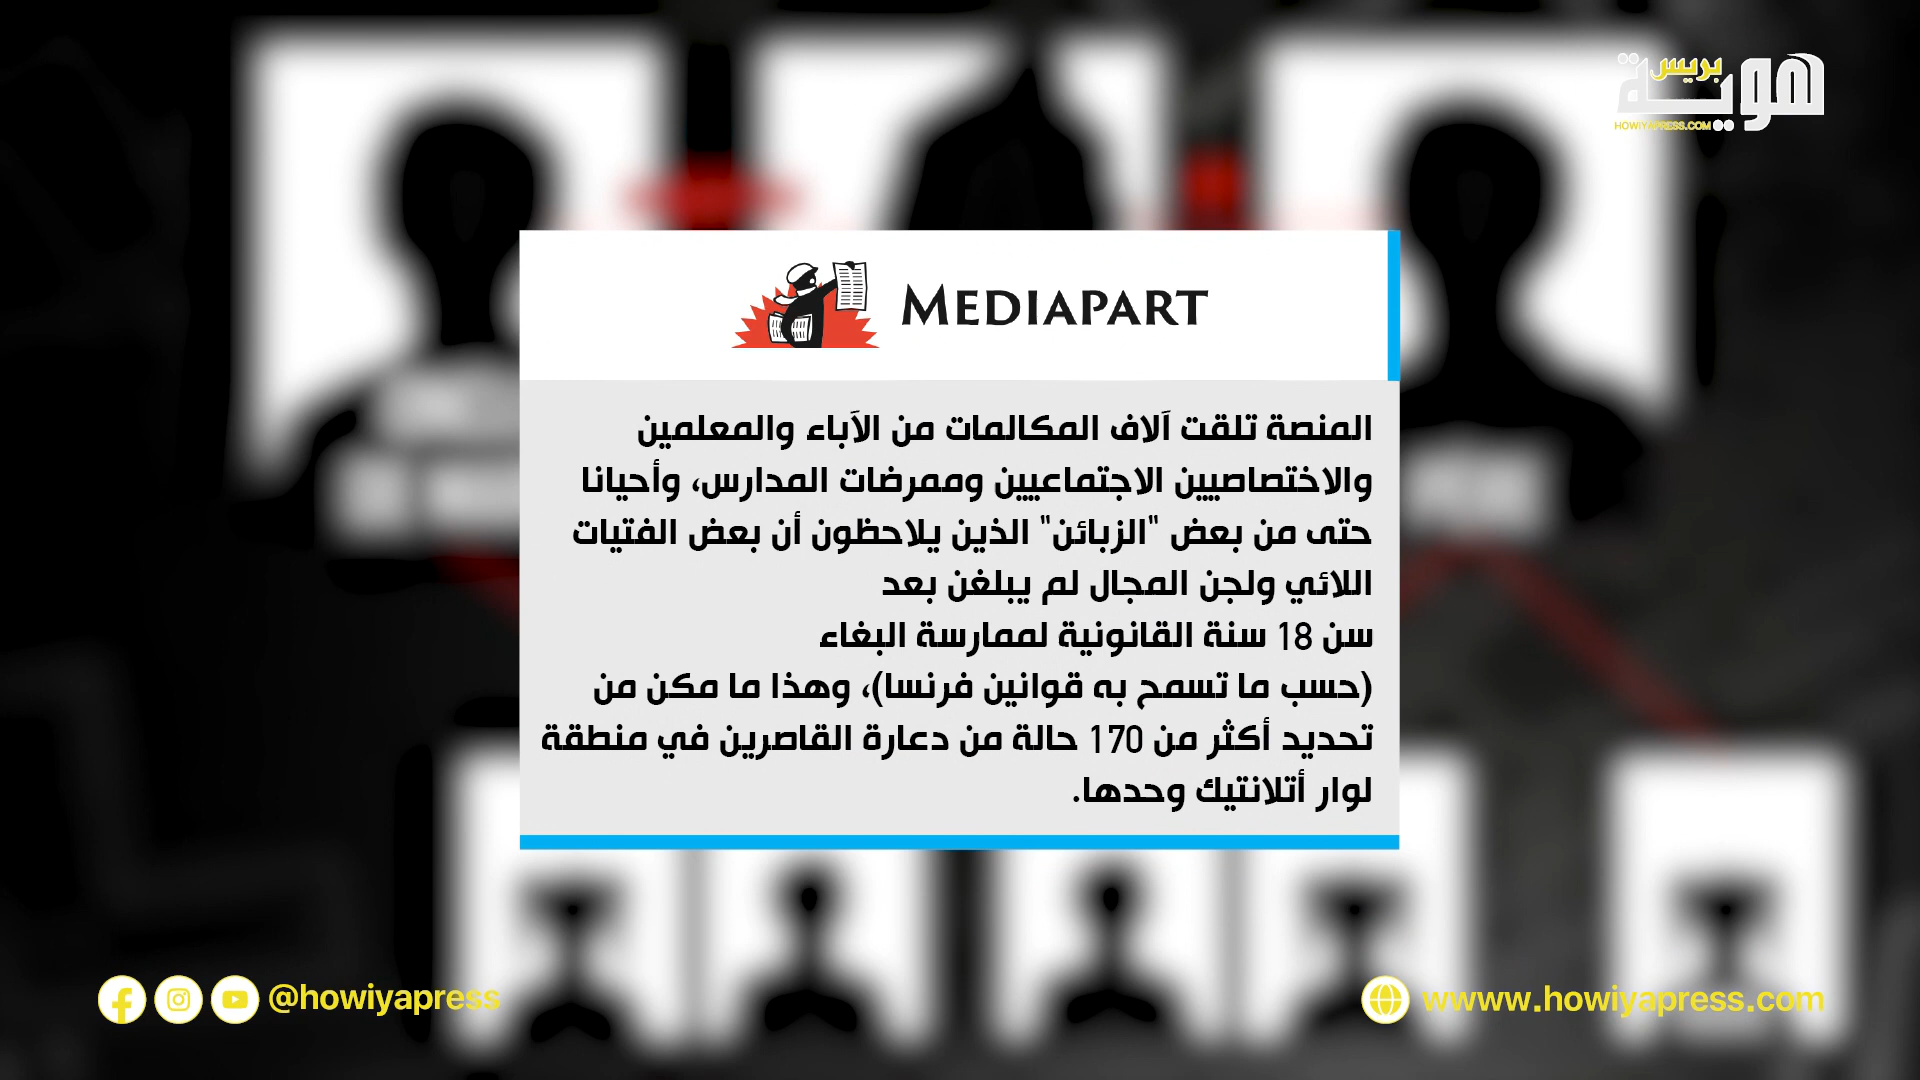 هوية بريس
HOWIYAPRESS.COM
MEDIAPART
المنصة تلقت آلاف المكالمات من الآباء والمعلمين
والاختصاصيين الاجتماعيين وممرضات المدارس، وأحيانا
حتى من بعض "الزبائن" الذين يلاحظون أن بعض الفتيات
اللائي ولجن المجال لم يبلغن بعد
سن 18 سنة القانونية لممارسة البغاء
(حسب ما تسمح به قوانين فرنسا)، وهذا ما مكن من
تحديد أكثر من 170 حالة من دعارة القاصرين في منطقة
لوار أتلانتيك وحدها.
@howiyapress
wwww.howiyapress.com